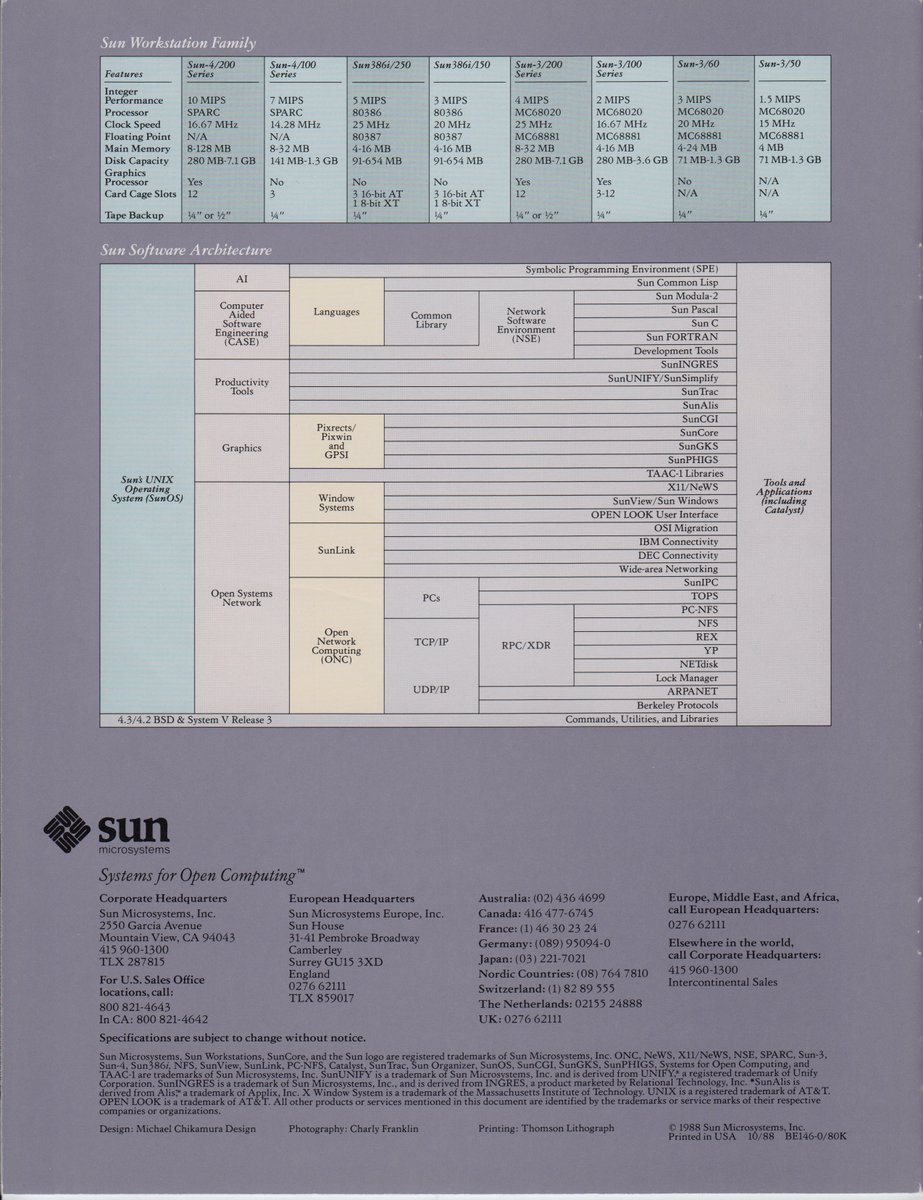 Sun Workstation Family
Features Sun-4/200 Series Sun-4/100 Series Sun386i/250 Sun386i/150 Sun-3/200 Series Sun-3/100 Series Sun-3/60 Sun-3/50
Integer Performance 10 MIPS 7 MIPS 5 MIPS 3 MIPS 4 MIPS 2 MIPS 3 MIPS 1.5 MIPS
Processor SPARC SPARC 80386 80386 MC68020 MC68020 MC68020 MC68020
Clock Speed 16.67 MHz 14.28 MHz 25 MHz 20 MHz 25 MHz 16.67 MHz 20 MHz 15 MHz
Floating Point N/A N/A 80387 80387 MC68881 MC68881 MC68881 MC68881
Main Memory 8-128 MB 8-32 MB 4-16 MB 4-16 MB 8-32 MB 4-16 MB 4-24 MB 4 MB
Disk Capacity 280 MB-7.1 GB 141 MB-1.3 GB 91-654 MB 91-654 MB 280 MB-7.1 GB 280 MB-3.6 GB 71 MB-1.3 GB 71 MB-1.3 GB
Graphics Processor Yes No No No Yes Yes No N/A
Card Cage Slots 12 3 3 16-bit AT 1 8-bit XT 3 16-bit AT 1 8-bit XT 12 3-12 N/A N/A
Tape Backup ¼" or ½" ¼" ¼" ¼" ¼" or ½" ¼" ¼" ¼"
Sun Software Architecture
Sun's UNIX
Operating
System (SunOS)
AI
Computer
Aided
Software
Engineering
(CASE)
Productivity
Tools
Graphics
Open Systems
Network
Languages
Pixrects/
Pixwin
and
GPSI
Window
Systems
SunLink
Open
Network
Computing
(ONC)
Common
Library
Network
Software
Environment
(NSE)
PCs
TCP/IP
UDP/IP
RPC/XDR
Symbolic Programming Environment (SPE)
Sun Common Lisp
Sun Modula-2
Sun Pascal
Sun C
Sun FORTRAN
Development Tools
SunINGRES
SunUNIFY/SunSimplify
SunTrac
SunAlis
SunCGI
SunCore
SunGKS
SunPHIGS
TAAC-1 Libraries
X11/NeWS
SunView/Sun Windows
OPEN LOOK User Interface
OSI Migration
IBM Connectivity
DEC Connectivity
Wide-area Networking
SunIPC
TOPS
PC-NFS
NFS
REX
YP
NETdisk
Lock Manager
ARPANET
Berkeley Protocols
4.3/4.2 BSD & System V Release 3 Commands, Utilities, and Libraries
Tools and
Applications
(including
Catalyst)
sun
microsystems
Systems for Open Computing™
Corporate Headquarters
Sun Microsystems, Inc.
2550 Garcia Avenue
Mountain View, CA 94043
415 960-1300
TLX 287815
For U.S. Sales Office
locations, call:
800 821-4643
In CA: 800 821-4642
European Headquarters
Sun Microsystems Europe, Inc.
Sun House
31-41 Pembroke Broadway
Camberley
Surrey GU15 3XD
England
0276 62111
TLX 859017
Australia: (02) 436 4699
Canada: 416 477-6745
France: (1) 46 30 23 24
Germany: (089) 95094-0
Japan: (03) 221-7021
Nordic Countries: (08) 764 7810
Switzerland: (1) 82 89 555
The Netherlands: 02155 24888
UK: 0276 62111
Europe, Middle East, and Africa,
call European Headquarters:
0276 62111
Elsewhere in the world,
call Corporate Headquarters:
415 960-1300
Intercontinental Sales
Specifications are subject to change without notice.
Sun Microsystems, Sun Workstations, SunCore, and the Sun logo are registered trademarks of Sun Microsystems, Inc. ONC, NeWS, X11/NeWS, NSE, SPARC, Sun-3,
Sun-4, Sun386i, NFS, SunView, SunLink, PC-NFS, Catalyst, SunTrac, Sun Organizer, SunOS, SunCGI, SunGKS, SunPHIGS, Systems for Open Computing, and
TAAC-1 are trademarks of Sun Microsystems, Inc. SunUNIFY is a trademark of Sun Microsystems, Inc. and is derived from UNIFY,® a registered trademark of Unify
Corporation. SunINGRES is a trademark of Sun Microsystems, Inc., and is derived from INGRES, a product marketed by Relational Technology, Inc. *SunAlis is
derived from Alis,® a trademark of Applix, Inc. X Window System is a trademark of the Massachusetts Institute of Technology. UNIX is a registered trademark of AT&T.
OPEN LOOK is a trademark of AT&T. All other products or services mentioned in this document are identified by the trademarks or service marks of their respective
companies or organizations.
Design: Michael Chikamura Design Photography: Charly Franklin Printing: Thomson Lithograph © 1988 Sun Microsystems, Inc.
Printed in USA 10/88 BE146-0/80K